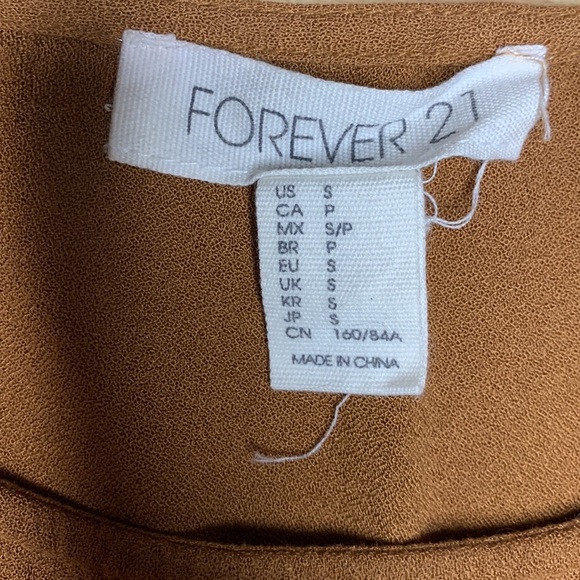 FOREVER 21
US S
CA P
MX S/P
BR P
EU S
UK S
KR S
JP S
CN 160/84A
MADE IN CHINA